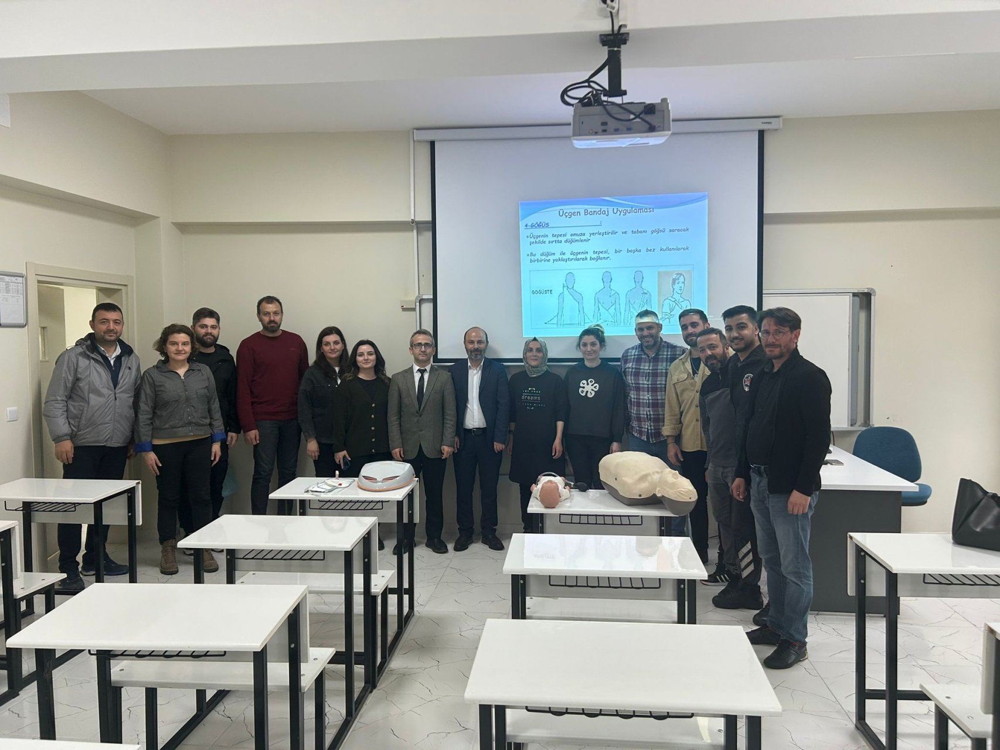 Üçgen Bandaj Uygulaması
4-GÖĞÜS :
Üçgenin tepesi omuza yerleştirilir ve tabanı göğsü saracak
şekilde sırtta düğümlenir
Bu düğüm ile üçgenin tepesi, bir başka bez kullanılarak
birbirine yaklaştırılarak bağlanır.
GÖĞÜSTE
dreams